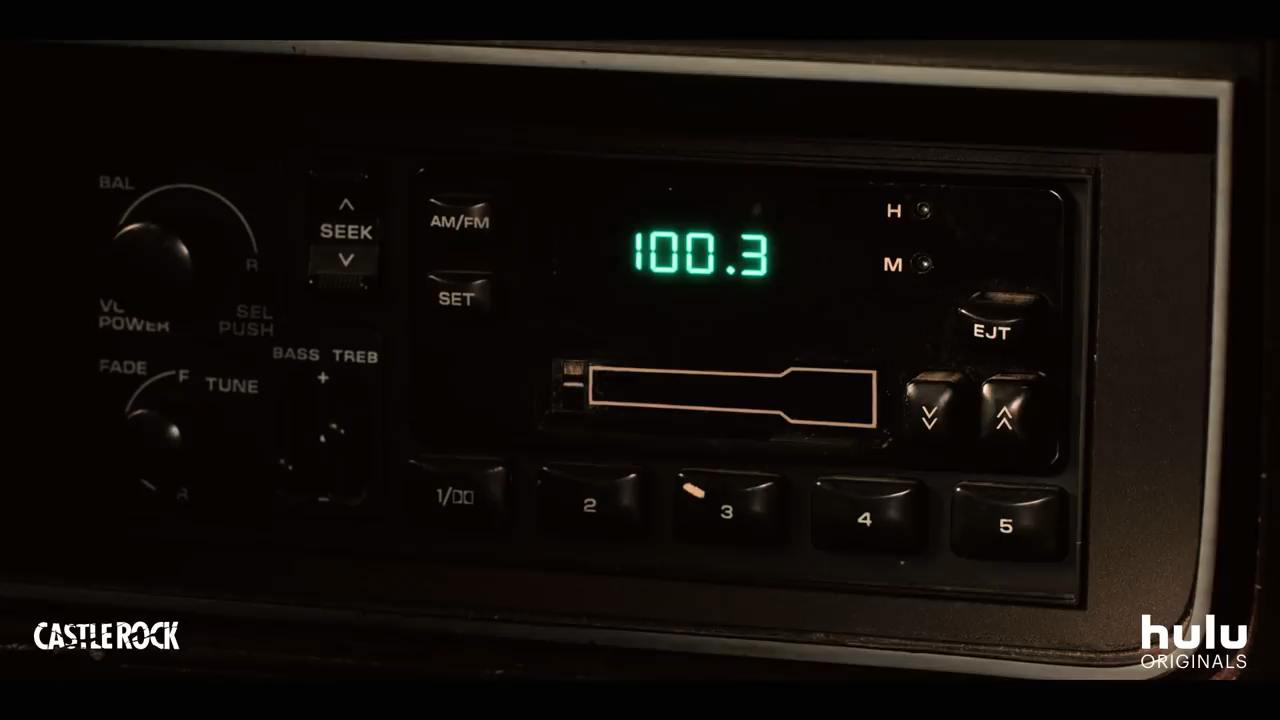 BAL
R
SEEK
POWER
SEL
PUSH
FADE
F
TUNE
R
BASS TREB
+
-
AM/FM
SET
100.3
H
M
EJT
1/
2
3
4
5
CASTLE ROCK
hulu
ORIGINALS